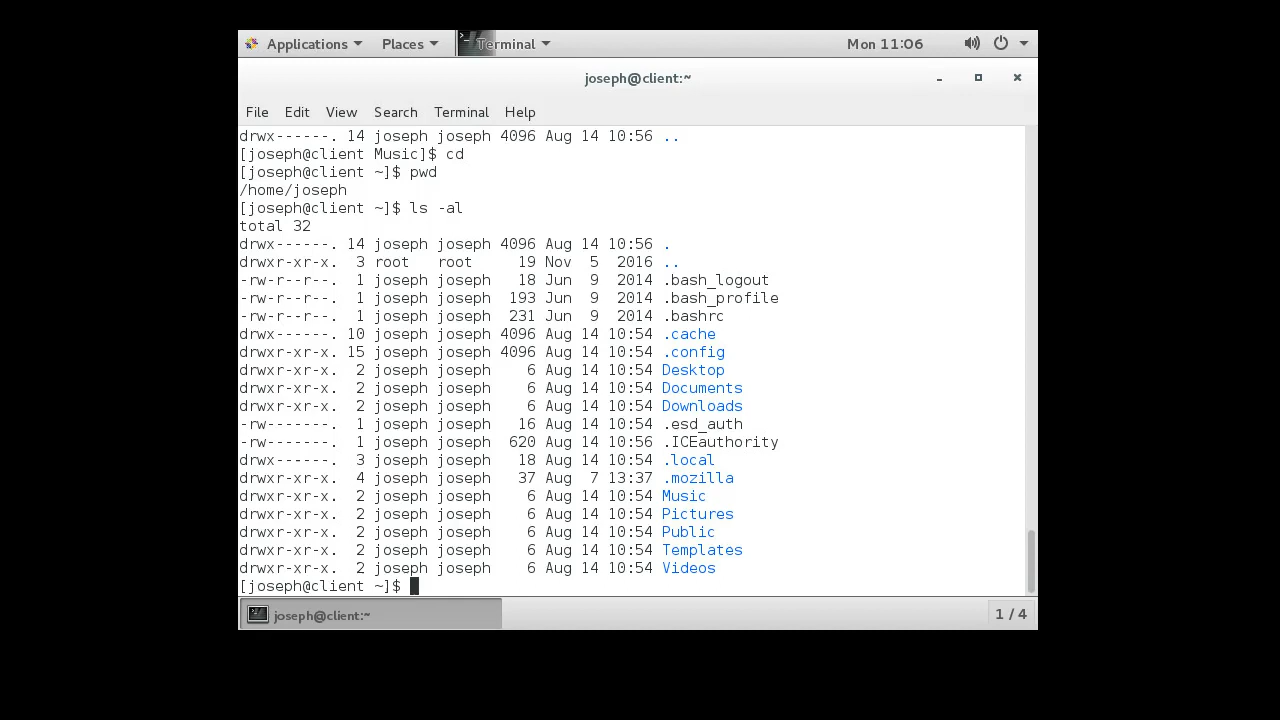 Applications Places Terminal Mon 11:06
joseph@client:~
File Edit View Search Terminal Help
drwx------. 14 joseph joseph 4096 Aug 14 10:56 ..
[joseph@client Music]$ cd
[joseph@client ~]$ pwd
/home/joseph
[joseph@client ~]$ ls -al
total 32
drwx------. 14 joseph joseph 4096 Aug 14 10:56 .
drwxr-xr-x.  3 root   root     19 Nov  5  2016 ..
-rw-r--r--.  1 joseph joseph   18 Jun  9  2014 .bash_logout
-rw-r--r--.  1 joseph joseph  193 Jun  9  2014 .bash_profile
-rw-r--r--.  1 joseph joseph  231 Jun  9  2014 .bashrc
drwx------. 10 joseph joseph 4096 Aug 14 10:54 .cache
drwxr-xr-x. 15 joseph joseph 4096 Aug 14 10:54 .config
drwxr-xr-x.  2 joseph joseph    6 Aug 14 10:54 Desktop
drwxr-xr-x.  2 joseph joseph    6 Aug 14 10:54 Documents
drwxr-xr-x.  2 joseph joseph    6 Aug 14 10:54 Downloads
-rw-------.  1 joseph joseph   16 Aug 14 10:54 .esd_auth
-rw-------.  1 joseph joseph  620 Aug 14 10:56 .ICEauthority
drwx------.  3 joseph joseph   18 Aug 14 10:54 .local
drwxr-xr-x.  4 joseph joseph   37 Aug  7 13:37 .mozilla
drwxr-xr-x.  2 joseph joseph    6 Aug 14 10:54 Music
drwxr-xr-x.  2 joseph joseph    6 Aug 14 10:54 Pictures
drwxr-xr-x.  2 joseph joseph    6 Aug 14 10:54 Public
drwxr-xr-x.  2 joseph joseph    6 Aug 14 10:54 Templates
drwxr-xr-x.  2 joseph joseph    6 Aug 14 10:54 Videos
[joseph@client ~]$
joseph@client:~ 1 / 4